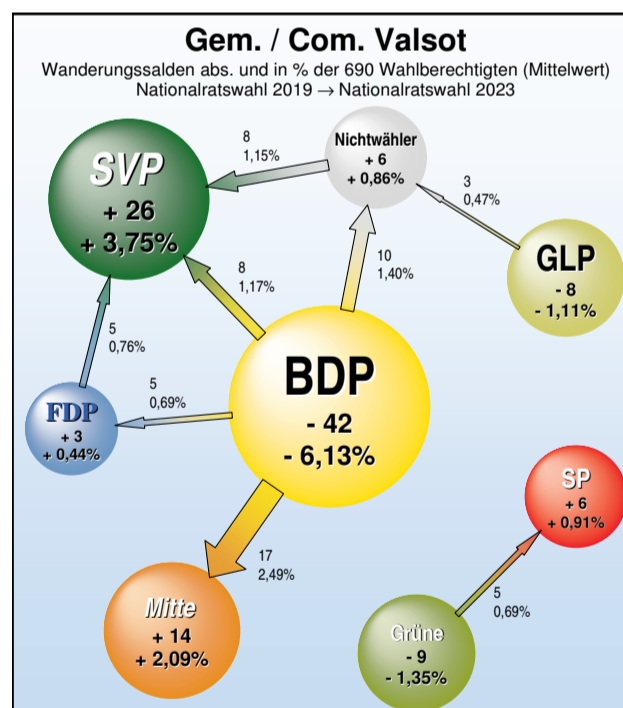 Gem. / Com. Valsot
Wanderungssalden abs. und in % der 690 Wahlberechtigten (Mittelwert)
Nationalratswahl 2019 → Nationalratswahl 2023
SVP
+ 26
+ 3,75%
8
1,15%
Nichtwähler
+ 6
+ 0,86%
3
0,47%
GLP
- 8
- 1,11%
8
1,17%
10
1,40%
5
0,76%
BDP
- 42
- 6,13%
5
0,69%
FDP
+ 3
+ 0,44%
SP
+ 6
+ 0,91%
17
2,49%
5
0,69%
Mitte
+ 14
+ 2,09%
Grüne
- 9
- 1,35%